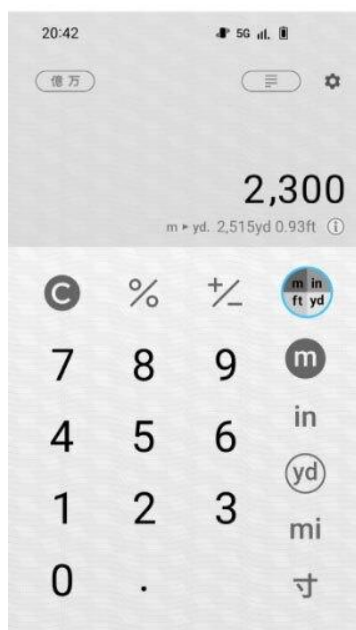 20:42 5G
億 万
2,300
m ▸ yd. 2,515yd 0.93ft i
C % +/− m in ft yd
7 8 9 m
4 5 6 in
1 2 3 yd
mi
0 . 寸